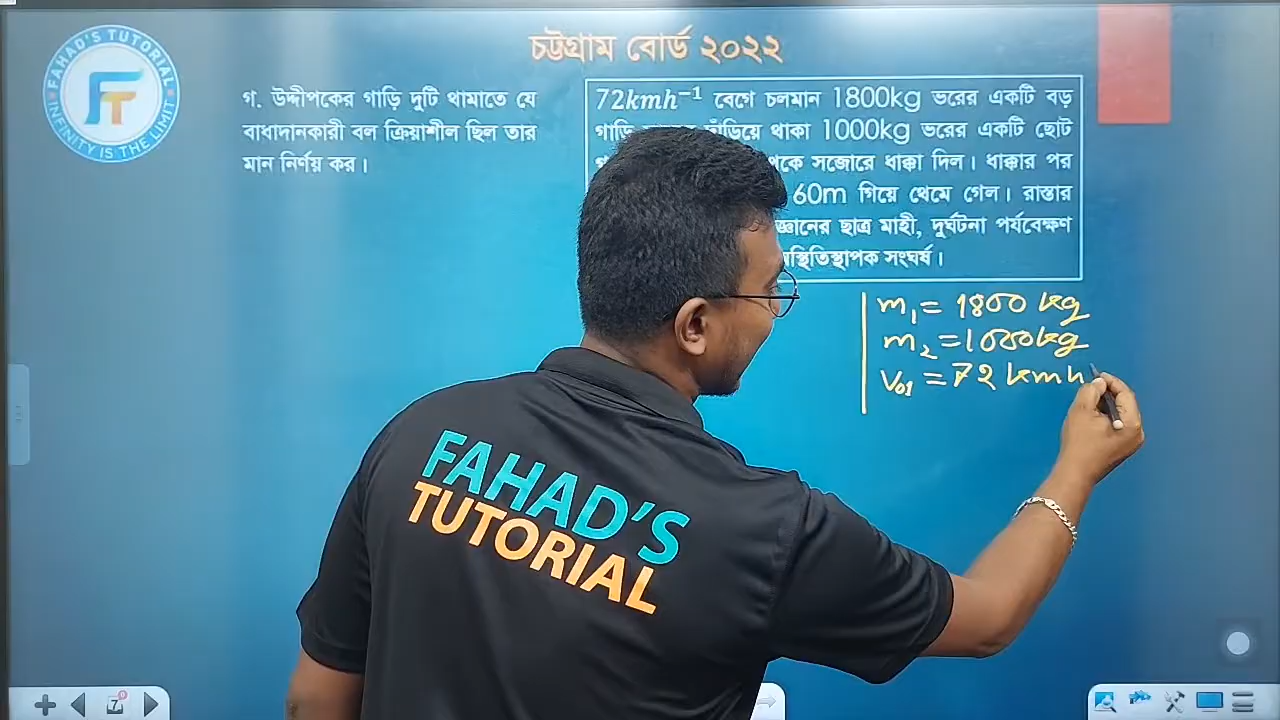 FAHAD'S TUTORIAL
INFINITY IS THE LIMIT
FT
চট্টগ্রাম বোর্ড ২০২২
গ. উদ্দীপকের গাড়ি দুটি থামাতে যে
বাধাদানকারী বল ক্রিয়াশীল ছিল তার
মান নির্ণয় কর।
72kmh⁻¹ বেগে চলমান 1800kg ভরের একটি বড়
গাড়ি দাঁড়িয়ে থাকা 1000kg ভরের একটি ছোট
থেকে সজোরে ধাক্কা দিল। ধাক্কার পর
60m গিয়ে থেমে গেল। রাস্তার
ছাত্র মাহী, দুর্ঘটনা পর্যবেক্ষণ
সংঘর্ষ।
m₁ = 1800 kg
m₂ = 1000kg
v₀₁ = 72 kmh
FAHAD'S
TUTORIAL
7